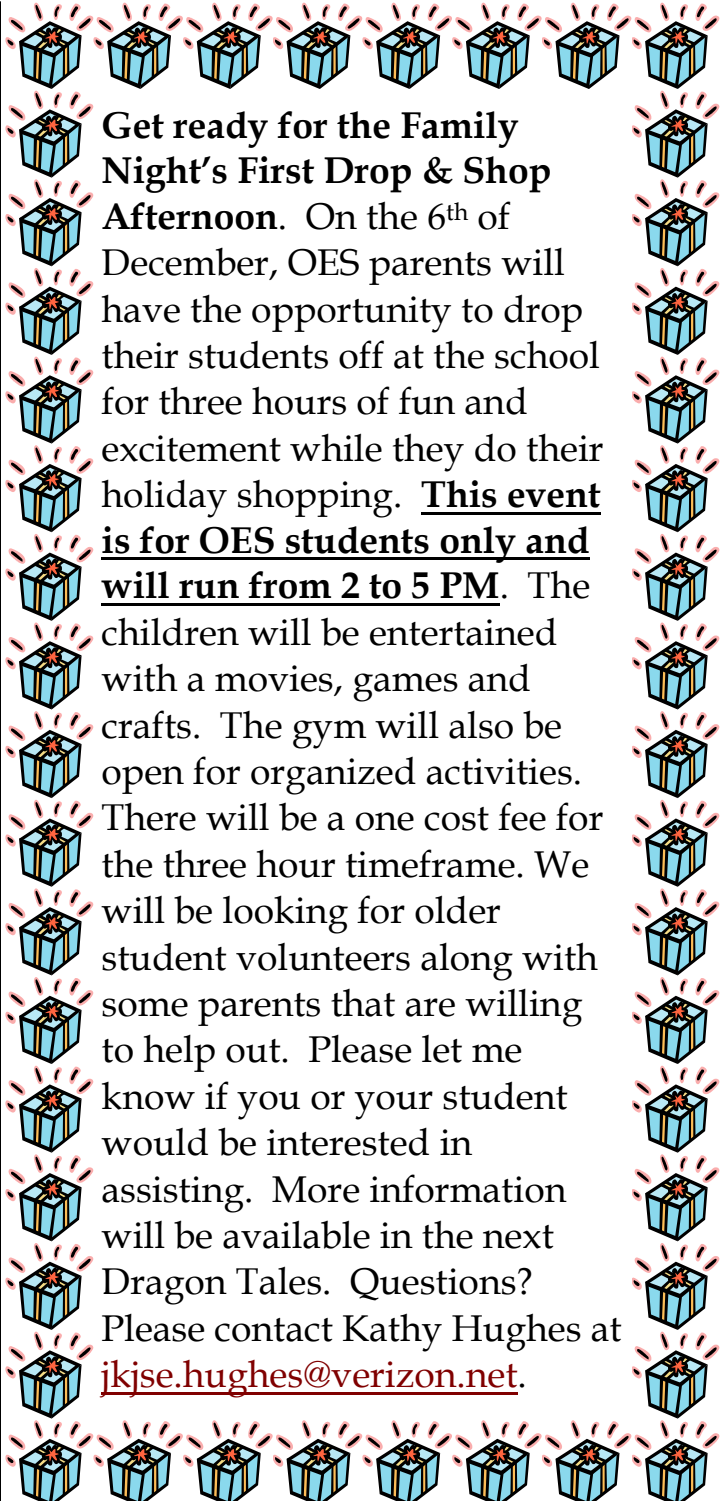 Get ready for the Family
Night’s First Drop & Shop
Afternoon.  On the 6th of
December, OES parents will
have the opportunity to drop
their students off at the school
for three hours of fun and
excitement while they do their
holiday shopping.  This event
is for OES students only and
will run from 2 to 5 PM.  The
children will be entertained
with a movies, games and
crafts.  The gym will also be
open for organized activities.
There will be a one cost fee for
the three hour timeframe. We
will be looking for older
student volunteers along with
some parents that are willing
to help out.  Please let me
know if you or your student
would be interested in
assisting.  More information
will be available in the next
Dragon Tales.  Questions?
Please contact Kathy Hughes at
jkjse.hughes@verizon.net.